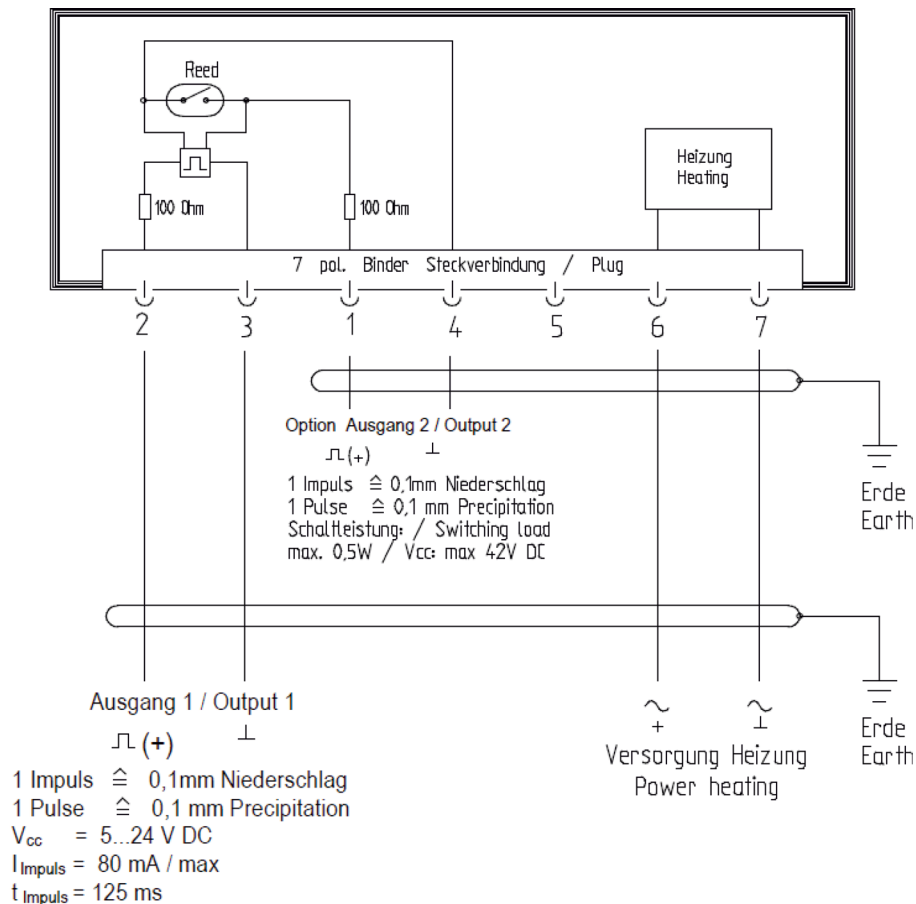 Reed
Heizung
Heating
100 Ohm
100 Ohm
7 pol. Binder Steckverbindung / Plug
2 3 1 4 5 6 7
Option Ausgang 2 / Output 2
(+) ⊥
1 Impuls ≙ 0,1mm Niederschlag
1 Pulse ≙ 0,1 mm Precipitation
Schaltleistung: / Switching load
max. 0,5W / Vcc: max 42V DC
Erde
Earth
Ausgang 1 / Output 1
(+) ⊥
1 Impuls ≙ 0,1mm Niederschlag
1 Pulse ≙ 0,1 mm Precipitation
Vcc = 5...24 V DC
I Impuls = 80 mA / max
t Impuls = 125 ms
~ ~
+ ⊥
Versorgung Heizung
Power heating
Erde
Earth